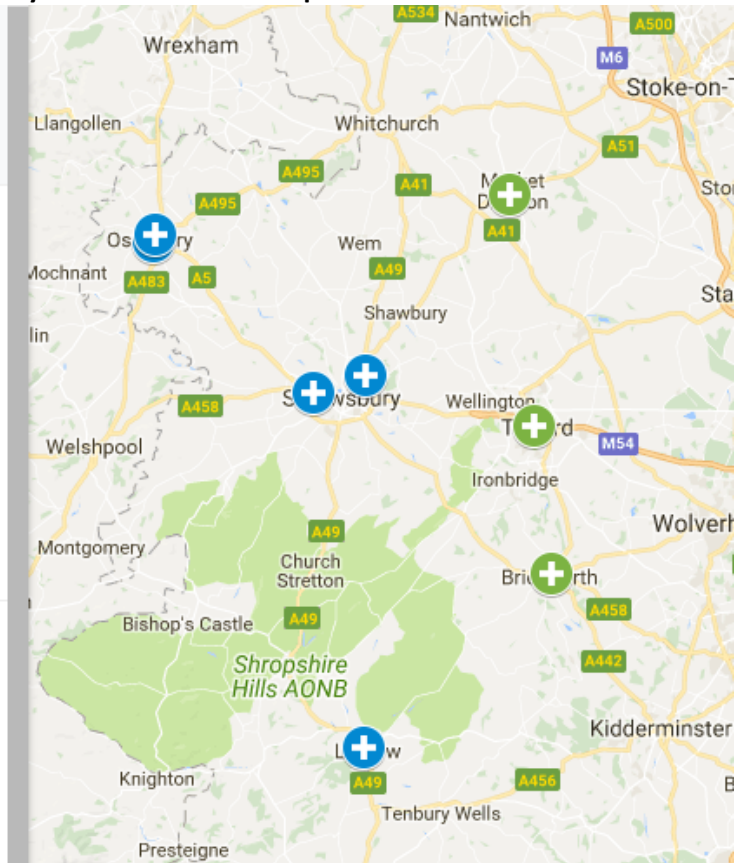 A534
Nantwich
A500
Wrexham
M6
Stoke-on-T
Llangollen
Whitchurch
A51
A495
A41
A495
Sto
A41
Wem
Mochnant
A49
A483
A5
Sta
Shawbury
lin
Wellington
A458
M54
Welshpool
Ironbridge
Wolverh
A49
Montgomery
Church
Stretton
A458
Bishop's Castle
A49
A442
Shropshire
Hills AONB
Kidderminster
Knighton
A49
A456
B
Tenbury Wells
Presteigne